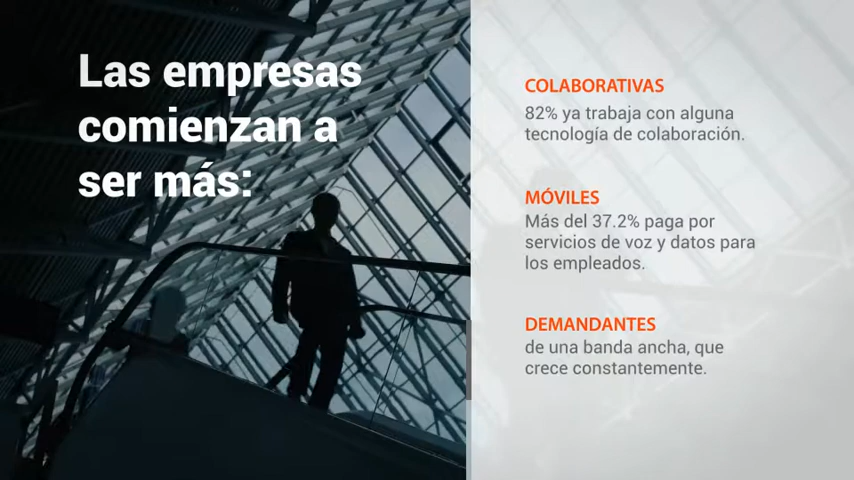 Las empresas
comienzan a
ser más:
COLABORATIVAS
82% ya trabaja con alguna
tecnología de colaboración.
MÓVILES
Más del 37.2% paga por
servicios de voz y datos para
los empleados.
DEMANDANTES
de una banda ancha, que
crece constantemente.